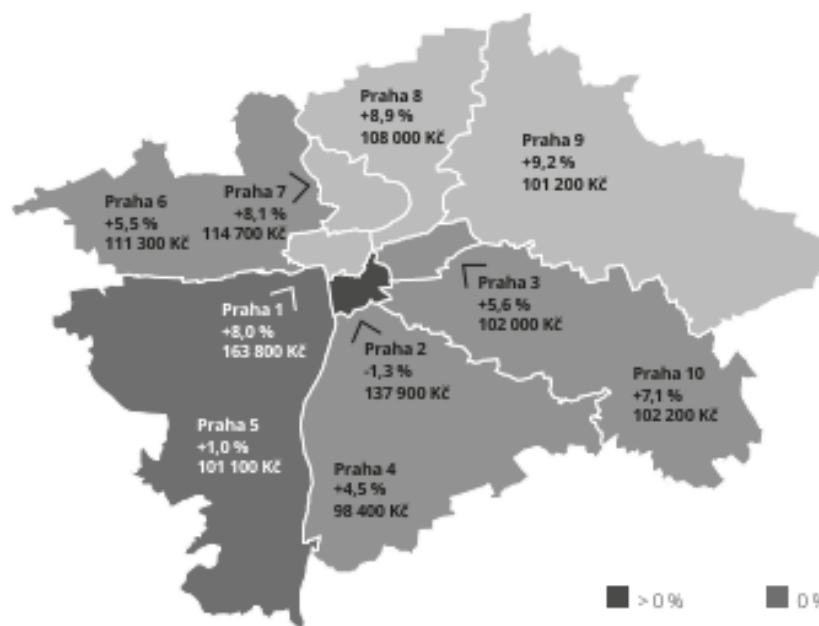 Praha 8
+8,9 %
108 000 Kč
Praha 9
+9,2 %
101 200 Kč
Praha 7
+8,1 %
114 700 Kč
Praha 6
+5,5 %
111 300 Kč
Praha 3
+5,6 %
102 000 Kč
Praha 1
+8,0 %
163 800 Kč
Praha 2
-1,3 %
137 900 Kč
Praha 10
+7,1 %
102 200 Kč
Praha 5
+1,0 %
101 100 Kč
Praha 4
+4,5 %
98 400 Kč
> 0 %
0 %